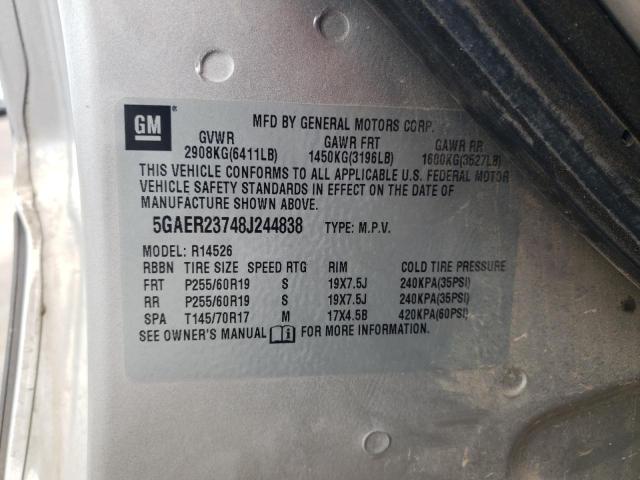 GM
MFD BY GENERAL MOTORS CORP.
GVWR GAWR FRT GAWR RR
2908KG(6411LB) 1450KG(3196LB) 1600KG(3527LB)
THIS VEHICLE CONFORMS TO ALL APPLICABLE U.S. FEDERAL MOTOR
VEHICLE SAFETY STANDARDS IN EFFECT ON THE DATE OF
MANUFACTURE SHOWN ABOVE.
5GAER23748J244838 TYPE: M.P.V.
MODEL: R14526
RBBN TIRE SIZE SPEED RTG RIM COLD TIRE PRESSURE
FRT P255/60R19 S 19X7.5J 240KPA(35PSI)
RR P255/60R19 S 19X7.5J 240KPA(35PSI)
SPA T145/70R17 M 17X4.5B 420KPA(60PSI)
SEE OWNER'S MANUAL FOR MORE INFORMATION.